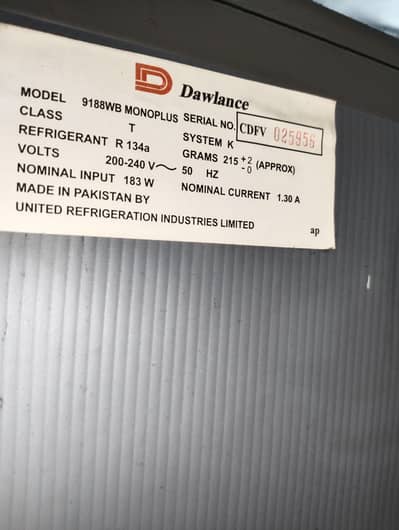 Dawlance
MODEL 9188WB MONOPLUS SERIAL NO. CDFV 025956
CLASS T SYSTEM K
REFRIGERANT R 134a GRAMS 215 +2 -0 (APPROX)
VOLTS 200-240 V~ 50 HZ
NOMINAL INPUT 183 W NOMINAL CURRENT 1.30 A
MADE IN PAKISTAN BY
UNITED REFRIGERATION INDUSTRIES LIMITED
ap